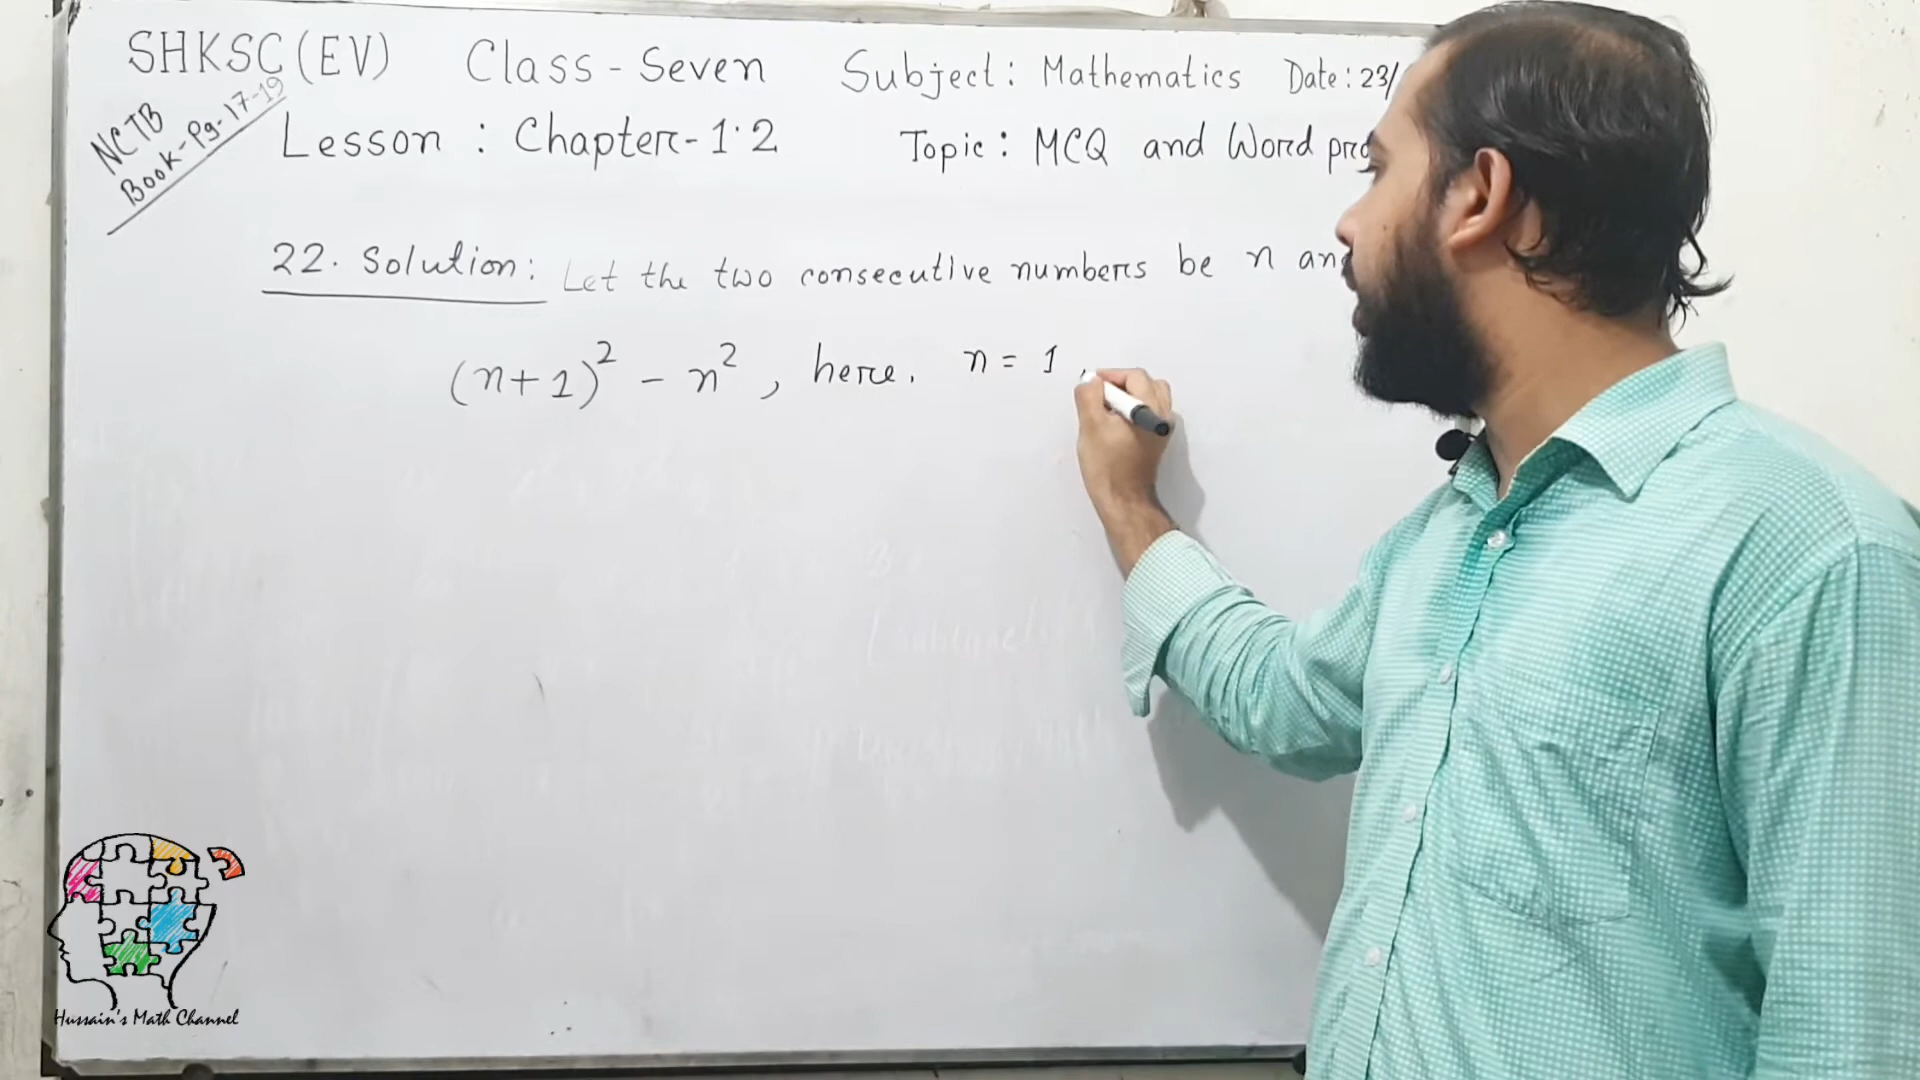 SHKSC (EV) Class - Seven Subject: Mathematics Date: 23/
NCTB
Book-Pg-17-19
Lesson : Chapter-1.2 Topic: MCQ and Word
22. Solution: Let the two consecutive numbers be n and
(n+1)² - n², here, n = 1,
Hussain's Math Channel